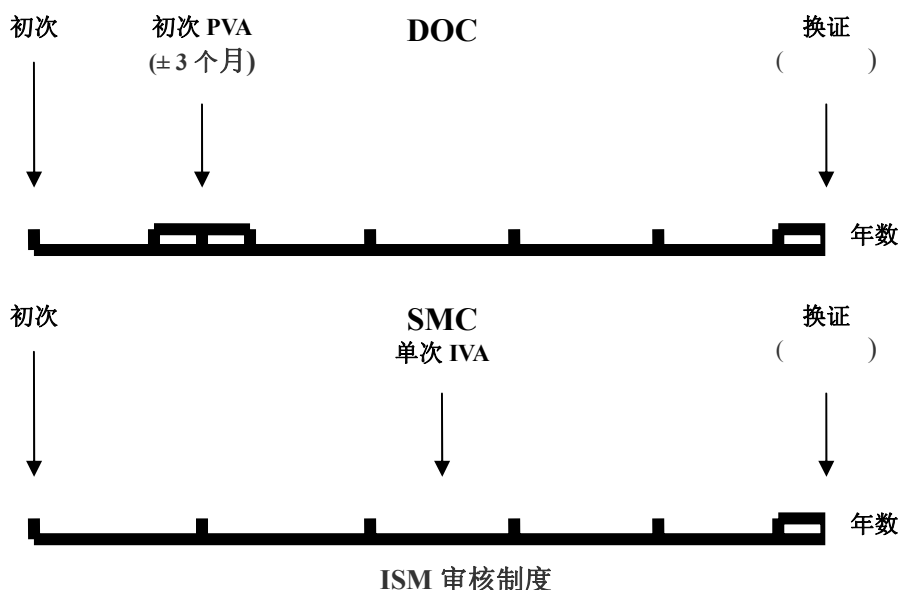 初次
初次 PVA
(± 3 个月)
DOC
换证
( )
年数
初次
SMC
单次 IVA
换证
( )
年数
ISM 审核制度